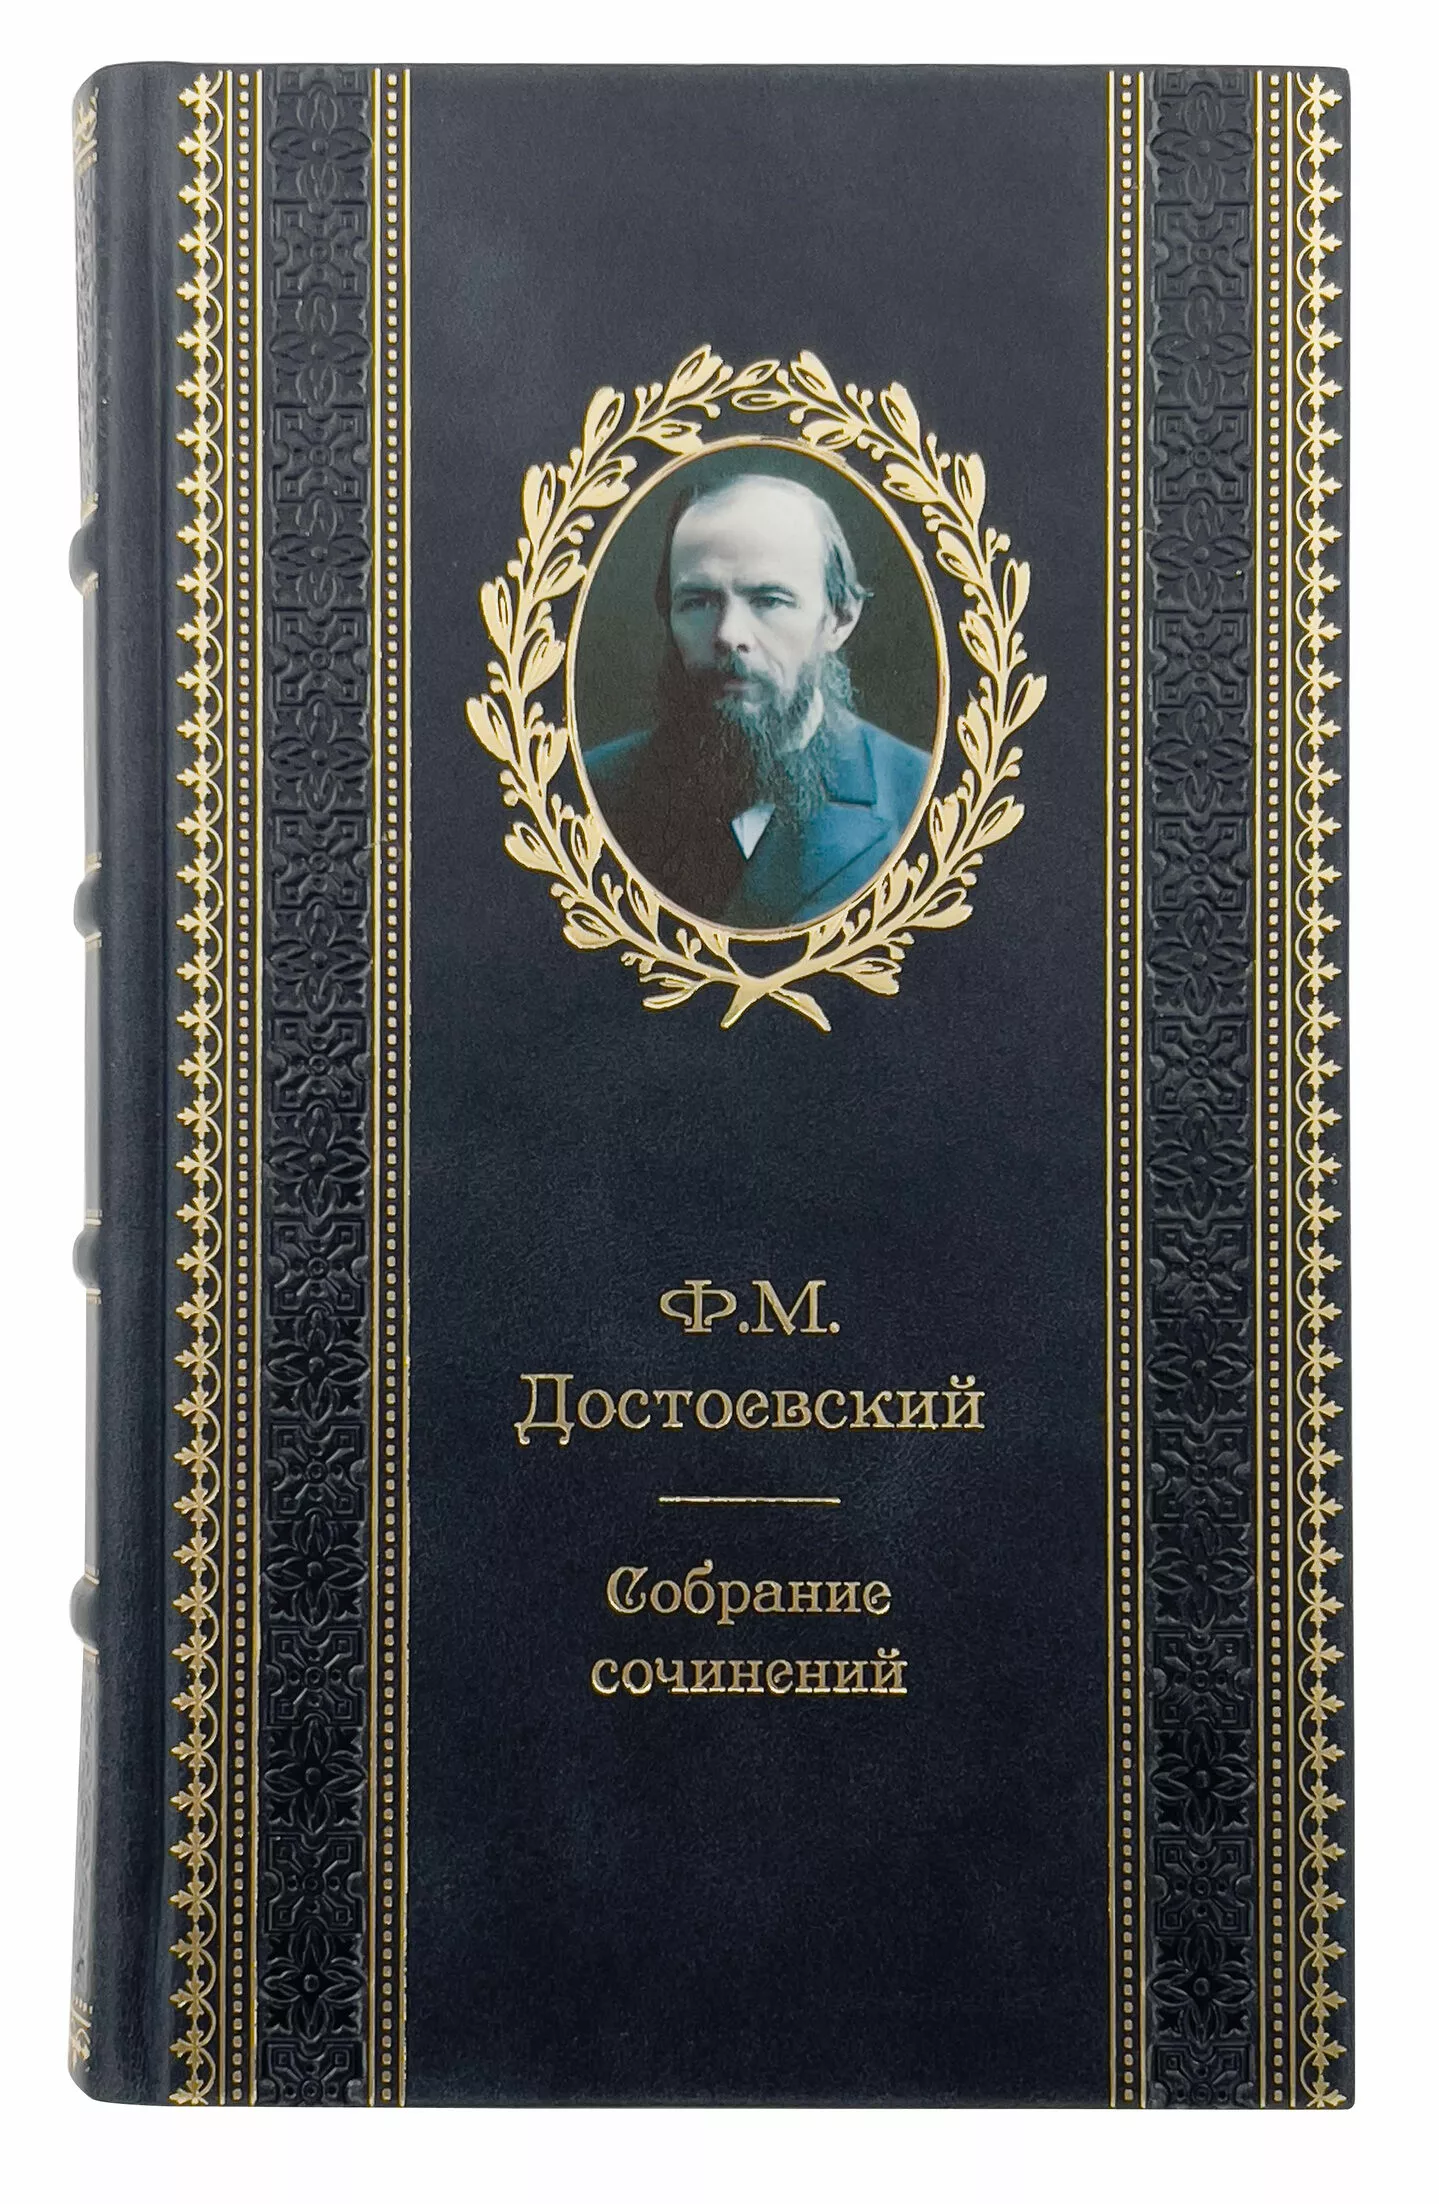 Ф.М.
Достоевский
Собрание
сочинений